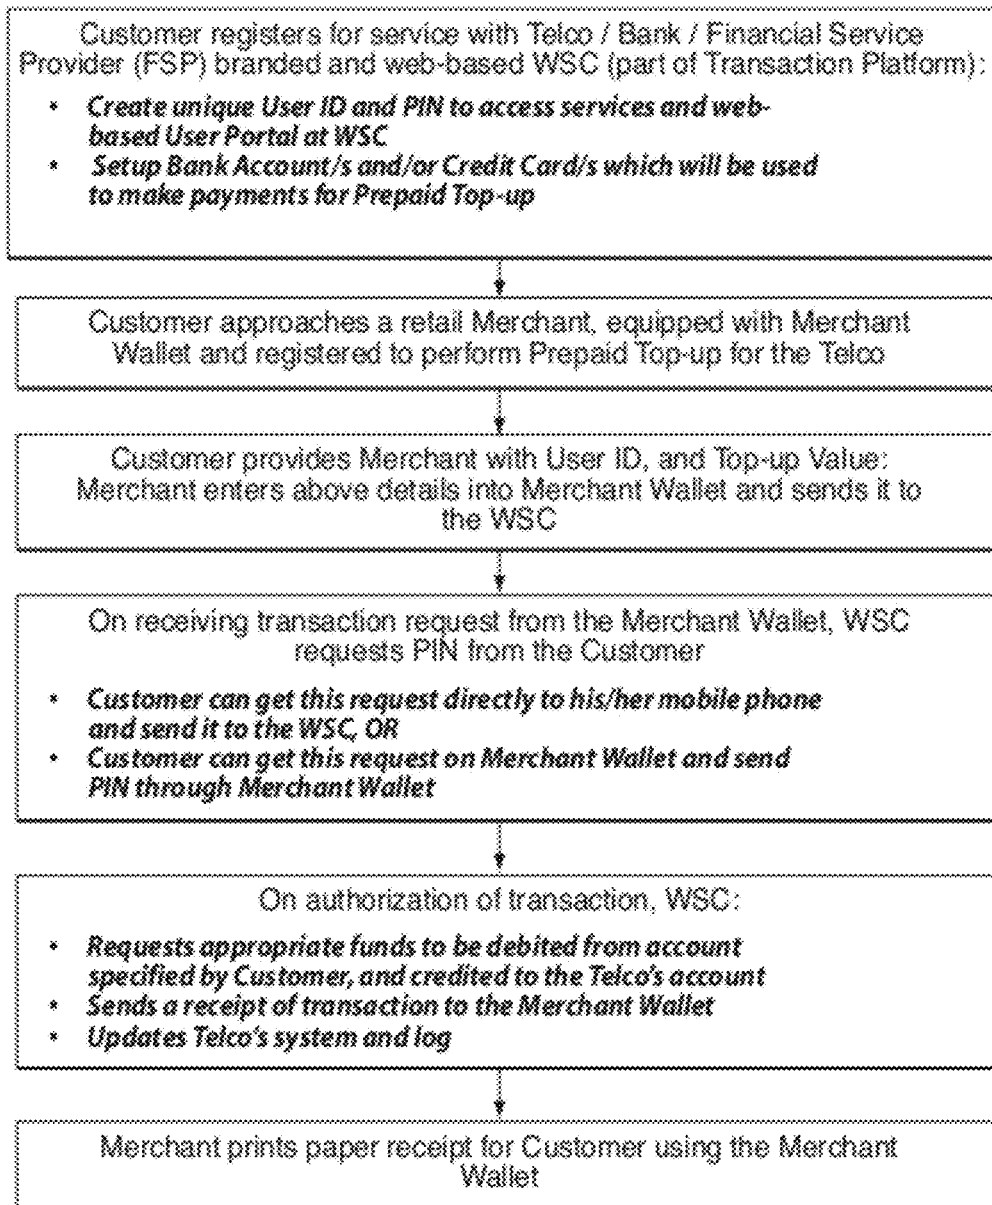 Customer registers for service with Telco / Bank / Financial Service
Provider (FSP) branded and web-based WSC (part of Transaction Platform):
• Create unique User ID and PIN to access services and web-
based User Portal at WSC
• Setup Bank Account/s and/or Credit Card/s which will be used
to make payments for Prepaid Top-up
Customer approaches a retail Merchant, equipped with Merchant
Wallet and registered to perform Prepaid Top-up for the Telco
Customer provides Merchant with User ID, and Top-up Value:
Merchant enters above details into Merchant Wallet and sends it to
the WSC
On receiving transaction request from the Merchant Wallet, WSC
requests PIN from the Customer
• Customer can get this request directly to his/her mobile phone
and send it to the WSC, OR
• Customer can get this request on Merchant Wallet and send
PIN through Merchant Wallet
On authorization of transaction, WSC:
• Requests appropriate funds to be debited from account
specified by Customer, and credited to the Telco's account
• Sends a receipt of transaction to the Merchant Wallet
• Updates Telco's system and log
Merchant prints paper receipt for Customer using the Merchant
Wallet